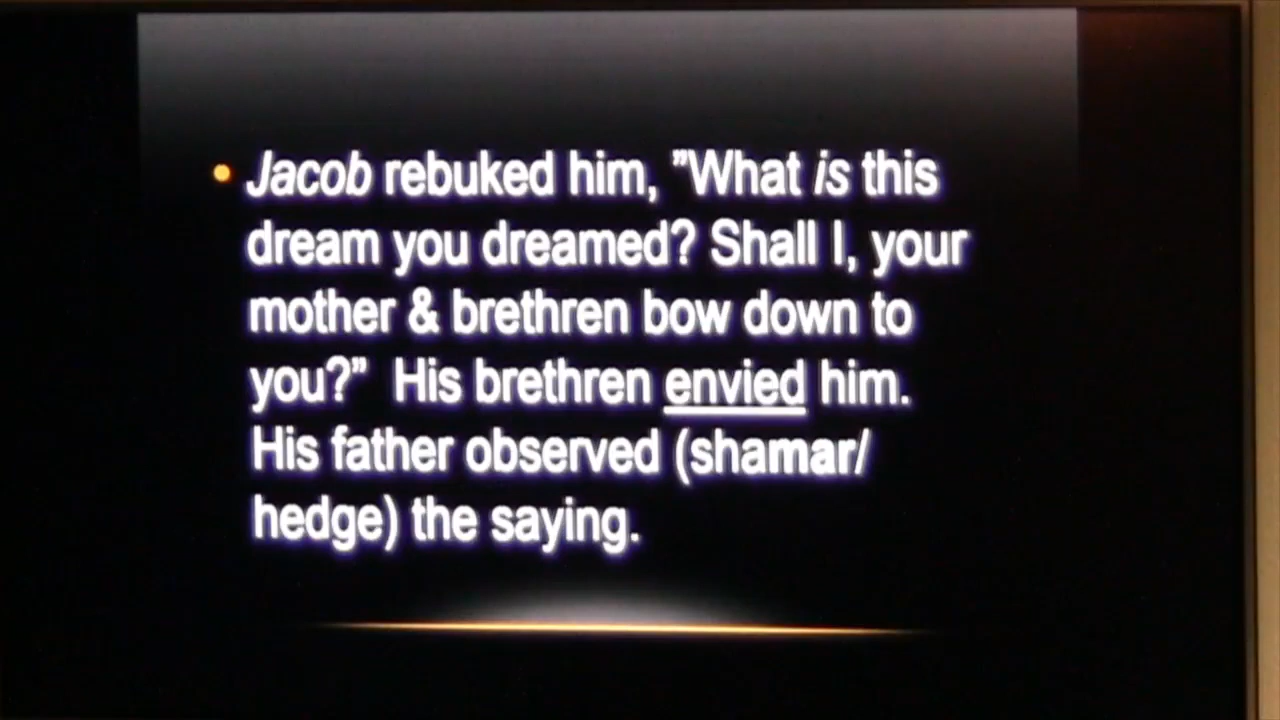 • Jacob rebuked him, ”What is this
dream you dreamed? Shall I, your
mother & brethren bow down to
you?” His brethren envied him.
His father observed (shamar/
hedge) the saying.